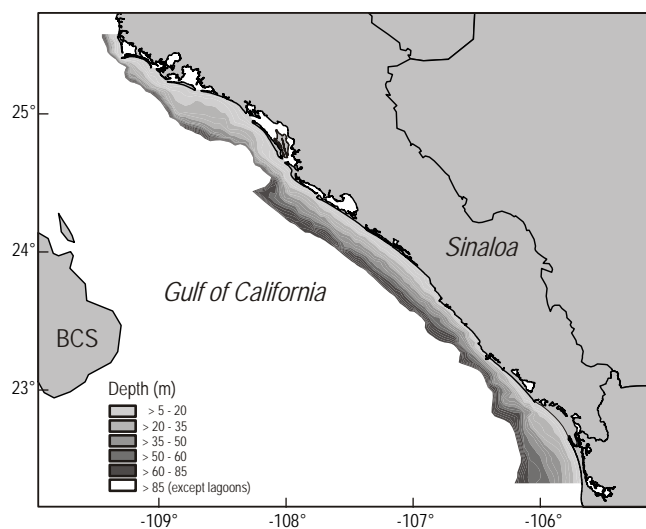 25°
Sinaloa
24°
Gulf of California
BCS
23°
Depth (m)
> 5 - 20
> 20 - 35
> 35 - 50
> 50 - 60
> 60 - 85
> 85 (except lagoons)
-109 -108 -107 -106